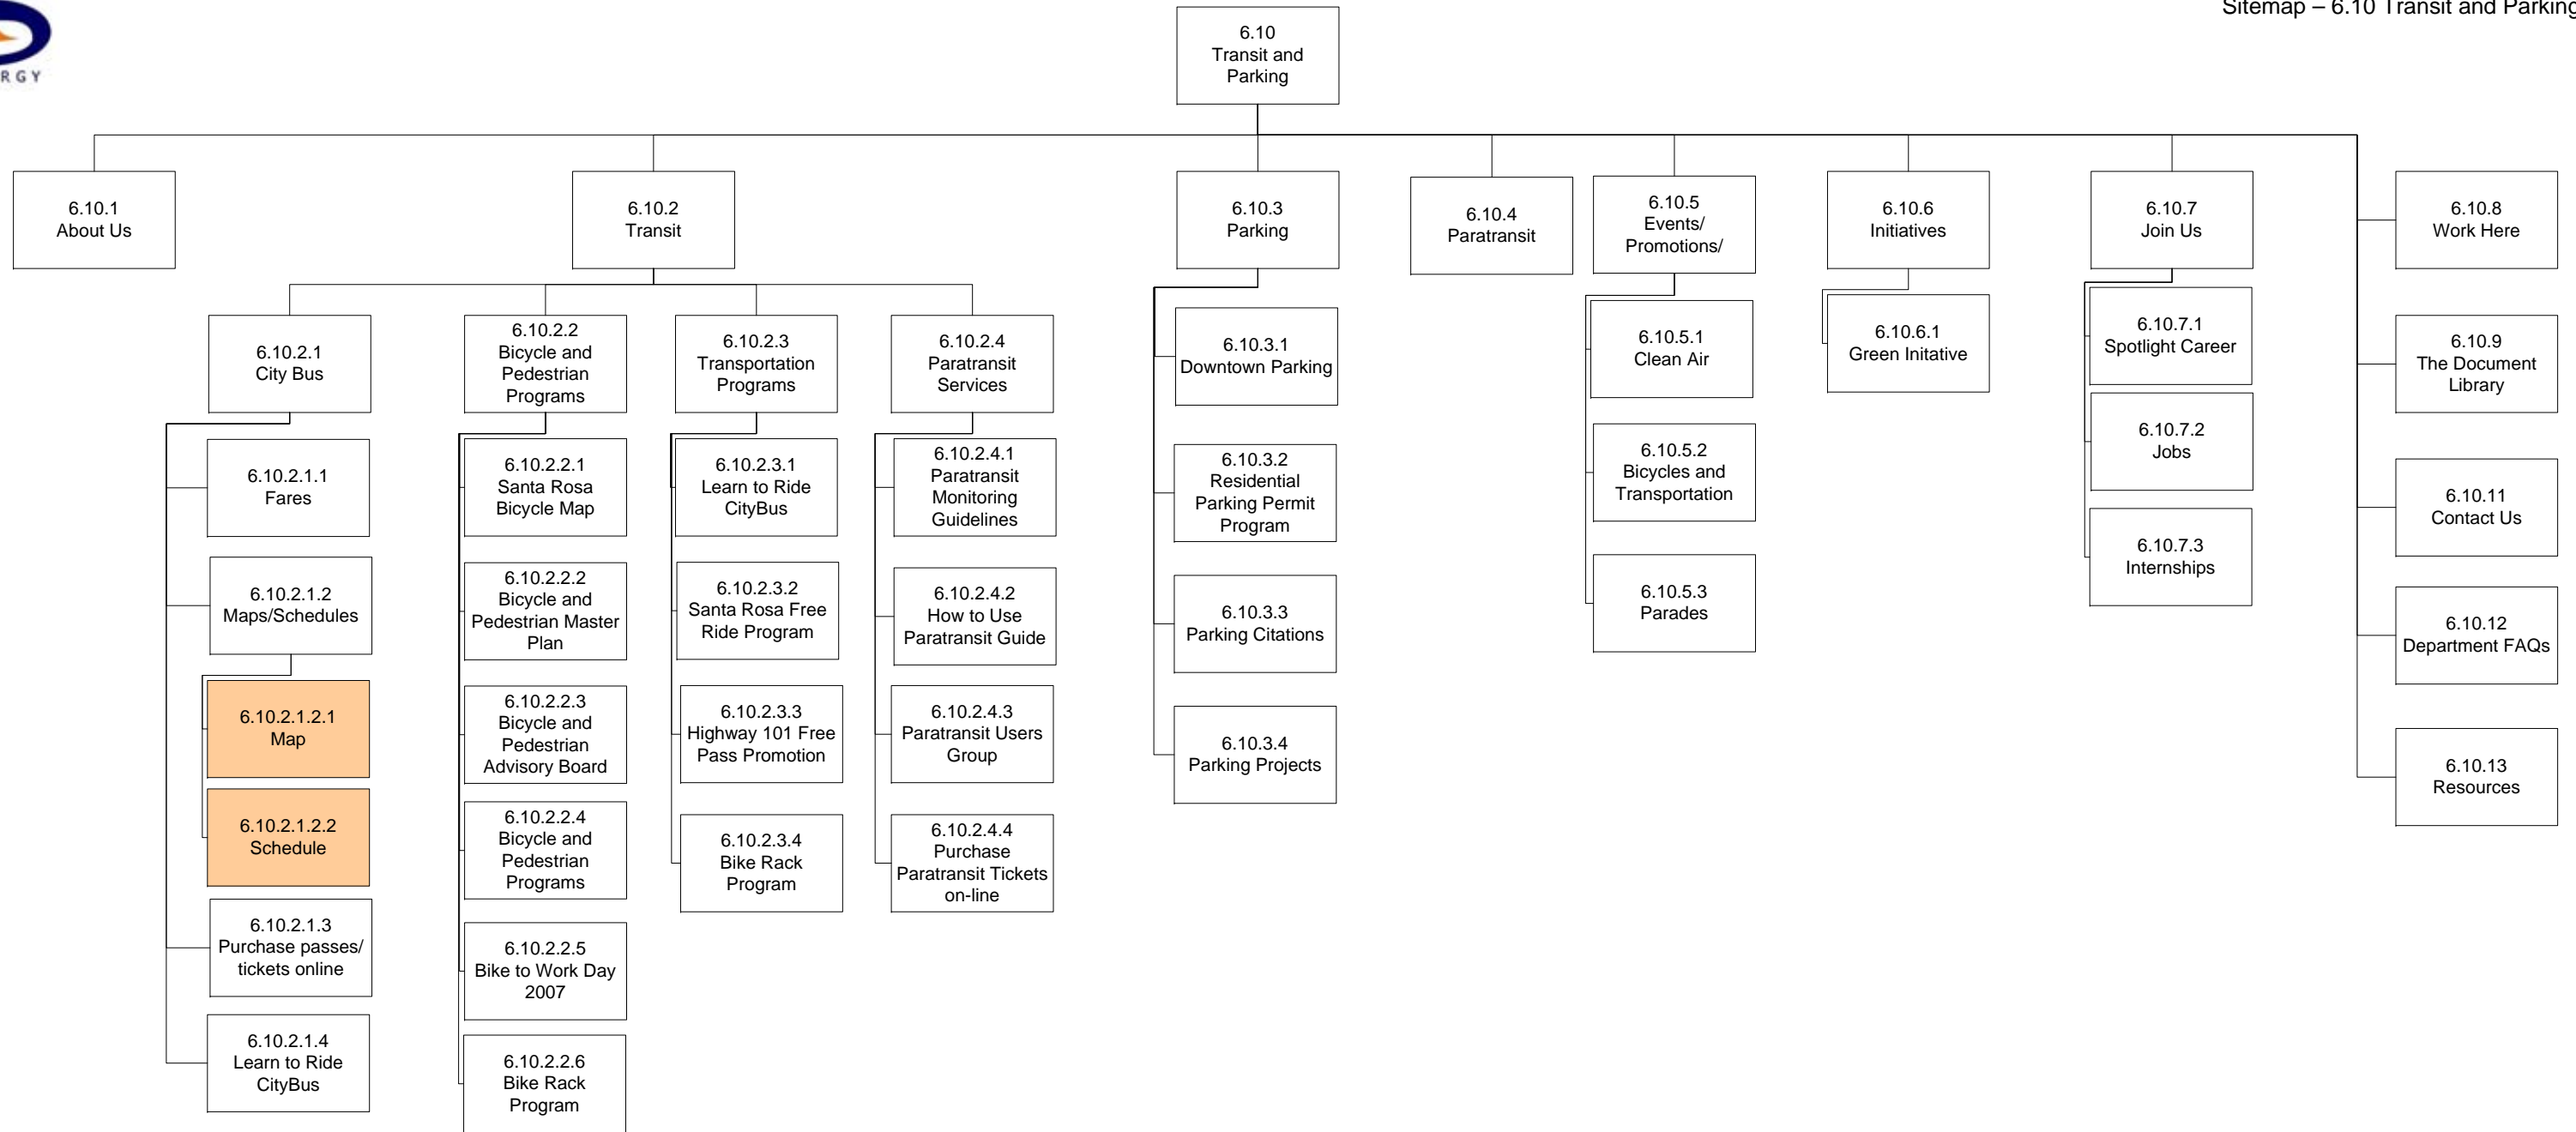 Sitemap – 6.10 Transit and Parking
RGY
6.10
Transit and
Parking
6.10.1
About Us
6.10.2
Transit
6.10.3
Parking
6.10.4
Paratransit
6.10.5
Events/
Promotions/
6.10.6
Initiatives
6.10.7
Join Us
6.10.8
Work Here
6.10.2.1
City Bus
6.10.2.2
Bicycle and
Pedestrian
Programs
6.10.2.3
Transportation
Programs
6.10.2.4
Paratransit
Services
6.10.3.1
Downtown Parking
6.10.5.1
Clean Air
6.10.6.1
Green Initative
6.10.7.1
Spotlight Career
6.10.9
The Document
Library
6.10.2.1.1
Fares
6.10.2.2.1
Santa Rosa
Bicycle Map
6.10.2.3.1
Learn to Ride
CityBus
6.10.2.4.1
Paratransit
Monitoring
Guidelines
6.10.3.2
Residential
Parking Permit
Program
6.10.5.2
Bicycles and
Transportation
6.10.7.2
Jobs
6.10.11
Contact Us
6.10.2.1.2
Maps/Schedules
6.10.2.2.2
Bicycle and
Pedestrian Master
Plan
6.10.2.3.2
Santa Rosa Free
Ride Program
6.10.2.4.2
How to Use
Paratransit Guide
6.10.3.3
Parking Citations
6.10.5.3
Parades
6.10.7.3
Internships
6.10.12
Department FAQs
6.10.2.1.2.1
Map
6.10.2.2.3
Bicycle and
Pedestrian
Advisory Board
6.10.2.3.3
Highway 101 Free
Pass Promotion
6.10.2.4.3
Paratransit Users
Group
6.10.3.4
Parking Projects
6.10.13
Resources
6.10.2.1.2.2
Schedule
6.10.2.2.4
Bicycle and
Pedestrian
Programs
6.10.2.3.4
Bike Rack
Program
6.10.2.4.4
Purchase
Paratransit Tickets
on-line
6.10.2.1.3
Purchase passes/
tickets online
6.10.2.2.5
Bike to Work Day
2007
6.10.2.1.4
Learn to Ride
CityBus
6.10.2.2.6
Bike Rack
Program